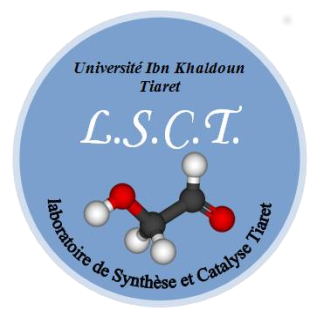 Université Ibn Khaldoun
Tiaret
L.S.C.T.
laboratoire de Synthèse et Catalyse Tiaret